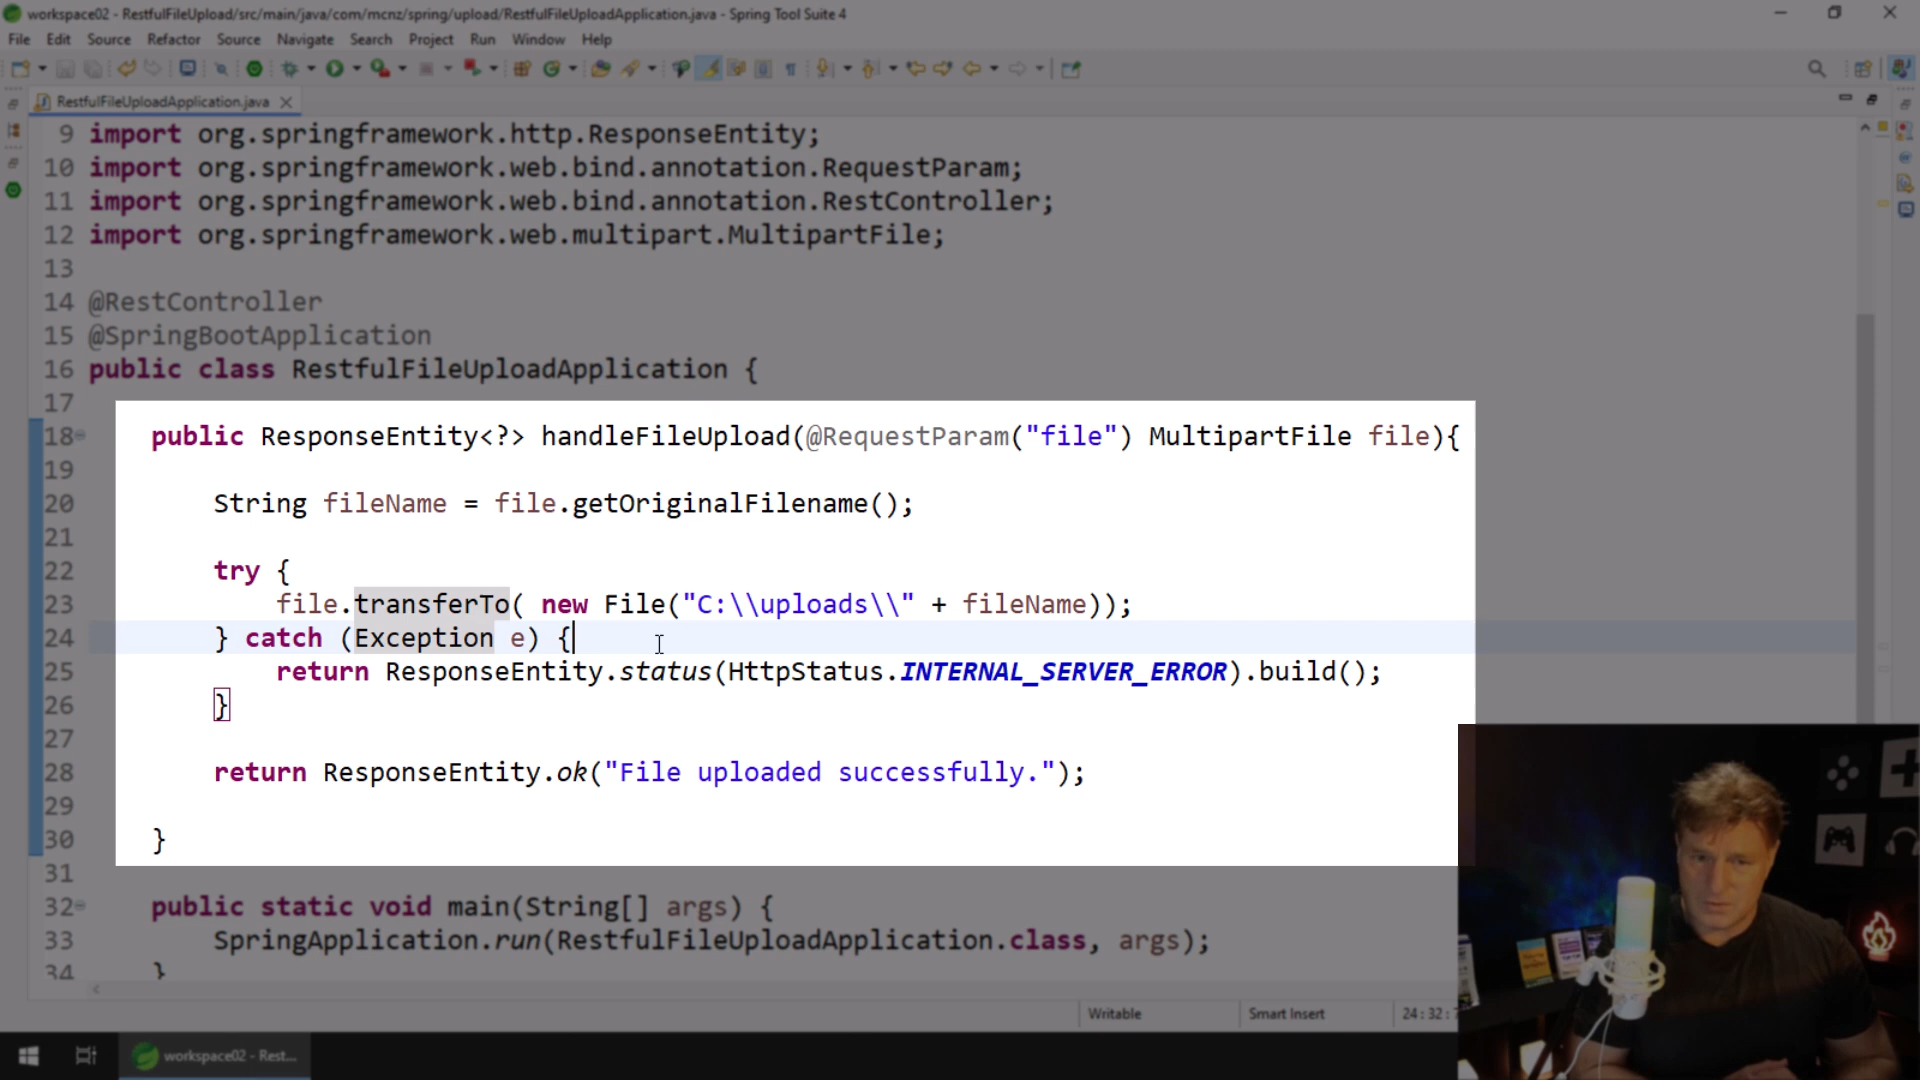 workspace02 - RestfulFileUpload/src/main/java/com/mcnz/spring/upload/RestfulFileUploadApplication.java - Spring Tool Suite 4
File Edit Source Refactor Source Navigate Search Project Run Window Help
RestfulFileUploadApplication.java
9 import org.springframework.http.ResponseEntity;
10 import org.springframework.web.bind.annotation.RequestParam;
11 import org.springframework.web.bind.annotation.RestController;
12 import org.springframework.web.multipart.MultipartFile;
13
14 @RestController
15 @SpringBootApplication
16 public class RestfulFileUploadApplication {
17
18 public ResponseEntity<?> handleFileUpload(@RequestParam("file") MultipartFile file){
19
20 String fileName = file.getOriginalFilename();
21
22 try {
23 file.transferTo( new File("C:\\uploads\\" + fileName));
24 } catch (Exception e) {
25 return ResponseEntity.status(HttpStatus.INTERNAL_SERVER_ERROR).build();
26 }
27
28 return ResponseEntity.ok("File uploaded successfully.");
29
30 }
31
32 public static void main(String[] args) {
33 SpringApplication.run(RestfulFileUploadApplication.class, args);
34 }
Writable Smart Insert 24:32:
workspace02 - Rest...